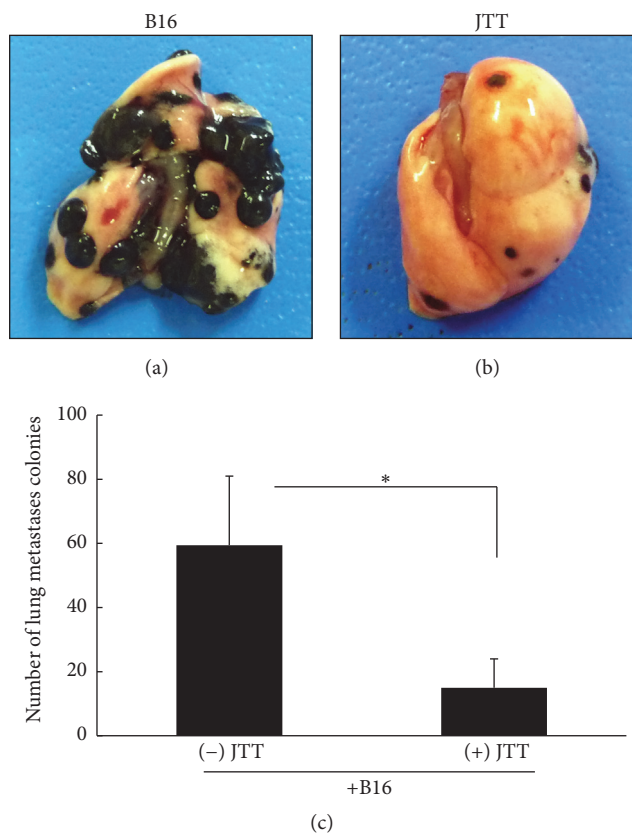 B16
JTT
(a)
(b)
Number of lung metastases colonies
100
80
60
40
20
0
*
(−) JTT
(+) JTT
+B16
(c)